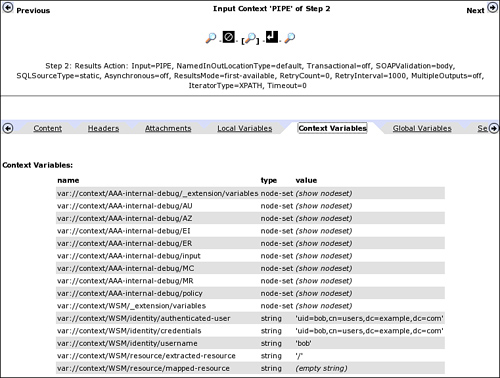 Previous
Input Context 'PIPE' of Step 2
Next
Step 2: Results Action: Input=PIPE, NamedInOutLocationType=default, Transactional=off, SOAPValidation=body,
SQLSourceType=static, Asynchronous=off, ResultsMode=first-available, RetryCount=0, RetryInterval=1000, MultipleOutputs=off,
IteratorType=XPATH, Timeout=0
Content Headers Attachments Local Variables Context Variables Global Variables Se
Context Variables:
name type value
var://context/AAA-internal-debug/_extension/variables node-set (show nodeset)
var://context/AAA-internal-debug/AU node-set (show nodeset)
var://context/AAA-internal-debug/AZ node-set (show nodeset)
var://context/AAA-internal-debug/EI node-set (show nodeset)
var://context/AAA-internal-debug/ER node-set (show nodeset)
var://context/AAA-internal-debug/input node-set (show nodeset)
var://context/AAA-internal-debug/MC node-set (show nodeset)
var://context/AAA-internal-debug/MR node-set (show nodeset)
var://context/AAA-internal-debug/policy node-set (show nodeset)
var://context/WSM/_extension/variables node-set (show nodeset)
var://context/WSM/identity/authenticated-user string 'uid=bob,cn=users,dc=example,dc=com'
var://context/WSM/identity/credentials string 'uid=bob,cn=users,dc=example,dc=com'
var://context/WSM/identity/username string 'bob'
var://context/WSM/resource/extracted-resource string '/'
var://context/WSM/resource/mapped-resource string (empty string)